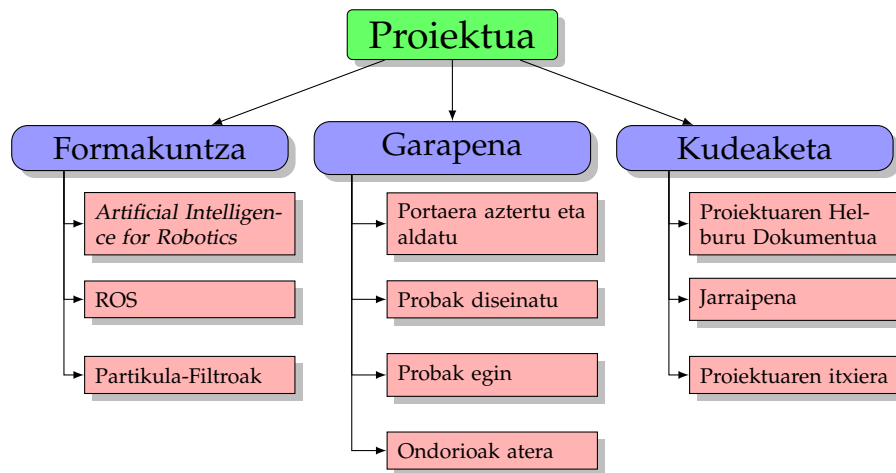 Proiektua
Formakuntza
Artificial Intelligen-
ce for Robotics
ROS
Partikula-Filtroak
Garapena
Portaera aztertu eta
aldatu
Probak diseinatu
Probak egin
Ondorioak atera
Kudeaketa
Proiektuaren Hel-
buru Dokumentua
Jarraipena
Proiektuaren itxiera